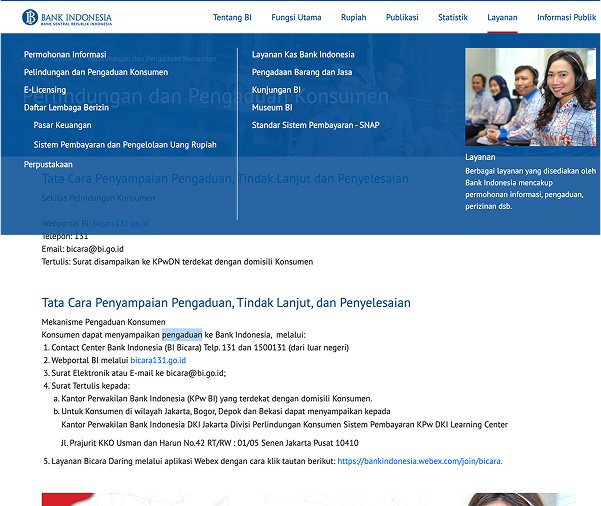 BANK INDONESIA
BANK SENTRAL REPUBLIK INDONESIA
Tentang BI
Fungsi Utama
Rupiah
Publikasi
Statistik
Layanan
Informasi Publik
Permohonan Informasi
Pelindungan dan Pengaduan Konsumen
E-Licensing
Daftar Lembaga Berizin
Pasar Keuangan
Sistem Pembayaran dan Pengelolaan Uang Rupiah
Perpustakaan
Layanan Kas Bank Indonesia
Pengadaan Barang dan Jasa
Kunjungan BI
Museum BI
Standar Sistem Pembayaran - SNAP
Layanan
Berbagai layanan yang disediakan oleh
Bank Indonesia mencakup
permohonan informasi, pengaduan,
perizinan dsb.
Perlindungan dan Pengaduan Konsumen
Tata Cara Penyampaian Pengaduan, Tindak Lanjut dan Penyelesaian
Sekilas Pelindungan Konsumen
Webportal BI: bicara131.go.id
Telepon: 131
Email: bicara@bi.go.id
Tertulis: Surat disampaikan ke KPwDN terdekat dengan domisili Konsumen
Tata Cara Penyampaian Pengaduan, Tindak Lanjut, dan Penyelesaian
Mekanisme Pengaduan Konsumen
Konsumen dapat menyampaikan pengaduan ke Bank Indonesia, melalui:
1. Contact Center Bank Indonesia (BI Bicara) Telp. 131 dan 1500131 (dari luar negeri)
2. Webportal BI melalui bicara131.go.id
3. Surat Elektronik atau E-mail ke bicara@bi.go.id;
4. Surat Tertulis kepada:
a. Kantor Perwakilan Bank Indonesia (KPw BI) yang terdekat dengan domisili Konsumen.
b. Untuk Konsumen di wilayah Jakarta, Bogor, Depok dan Bekasi dapat menyampaikan kepada
Kantor Perwakilan Bank Indonesia DKI Jakarta Divisi Perlindungan Konsumen Sistem Pembayaran KPw DKI Learning Center
Jl. Prajurit KKO Usman dan Harun No.42 RT/RW : 01/05 Senen Jakarta Pusat 10410
5. Layanan Bicara Daring melalui aplikasi Webex dengan cara klik tautan berikut: https://bankindonesia.webex.com/join/bicara.